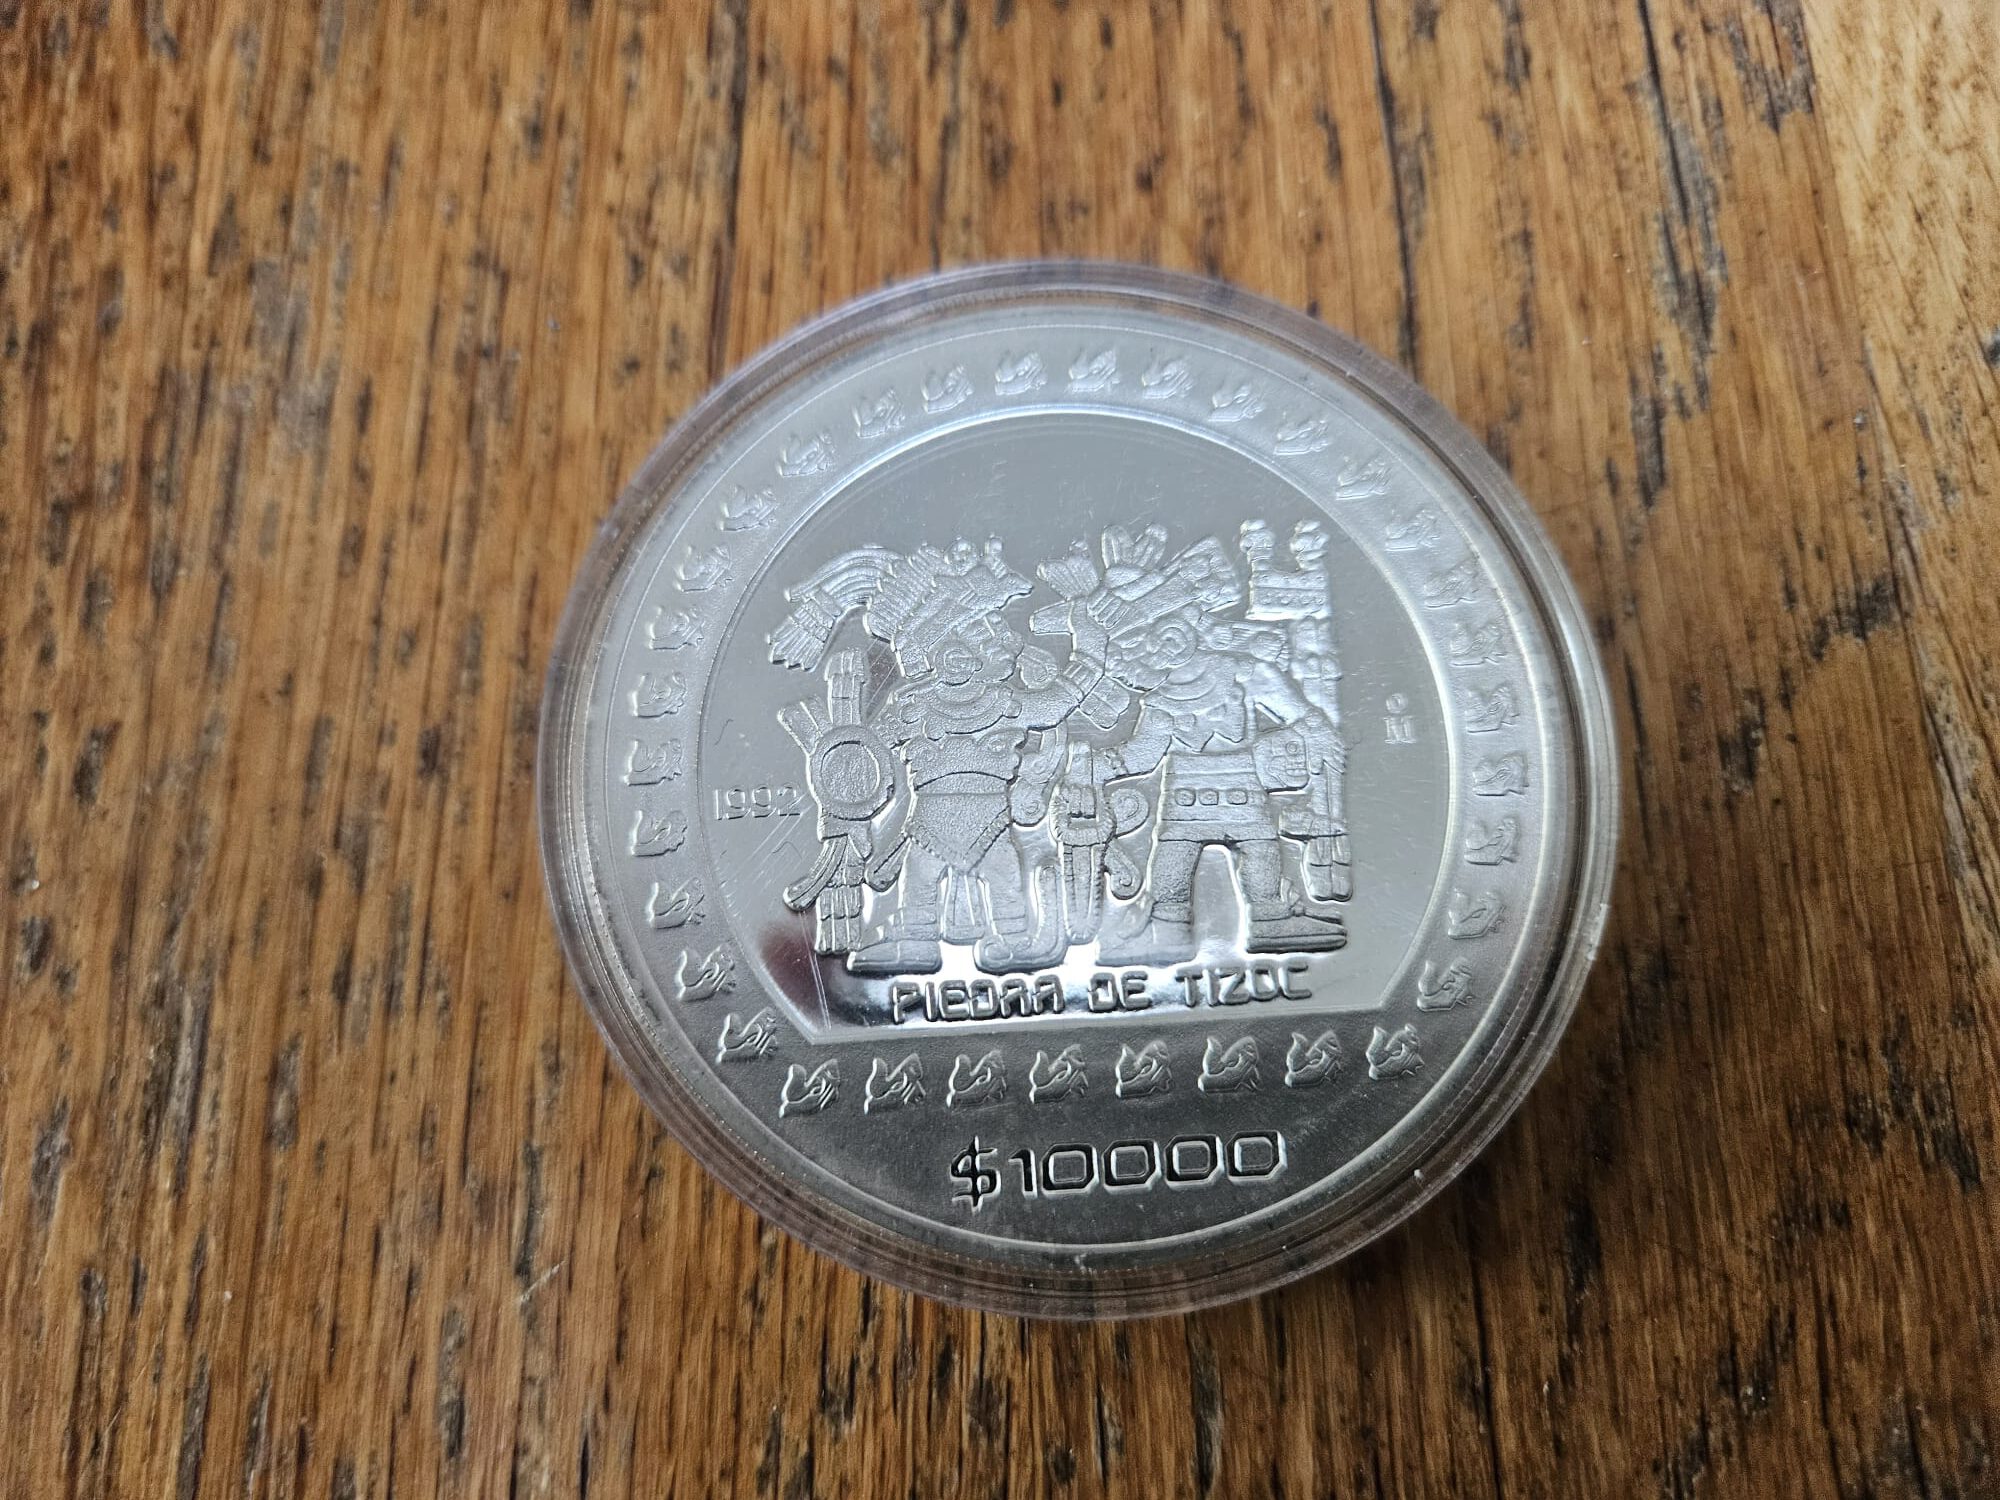 M̊
1992
PIEDRA DE TIZOC
$10000